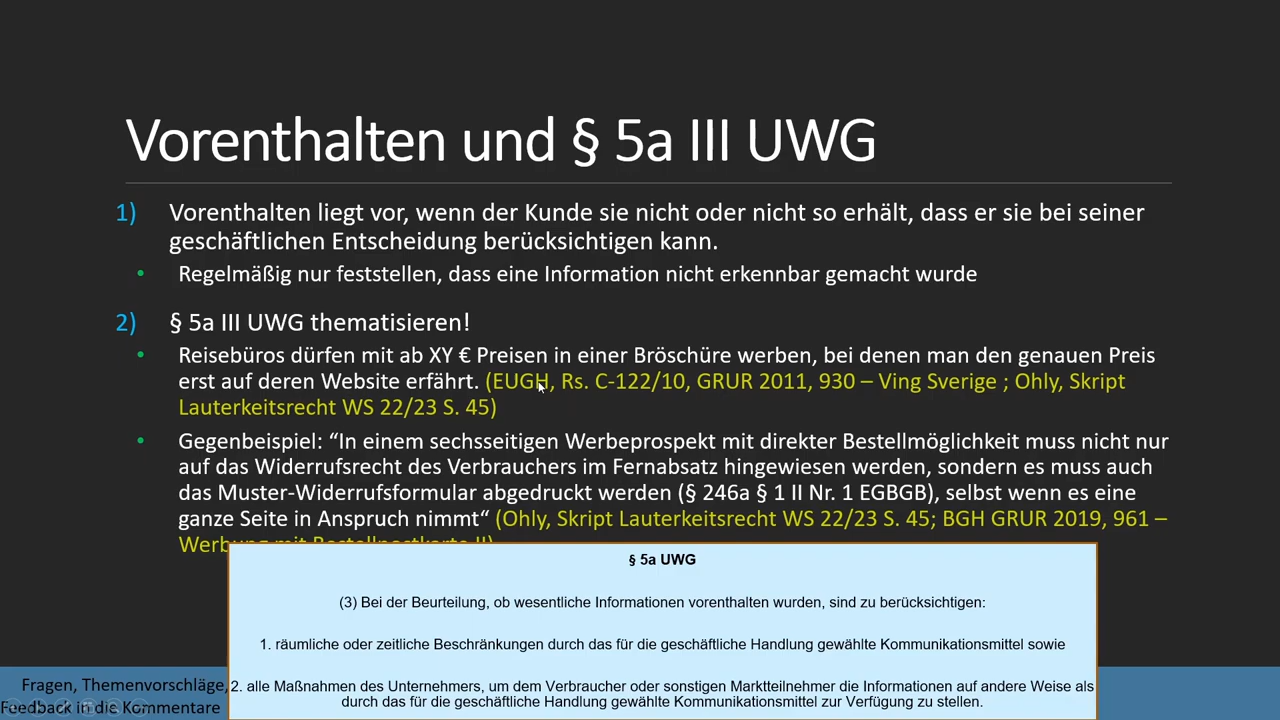 Vorenthalten und § 5a III UWG
1) Vorenthalten liegt vor, wenn der Kunde sie nicht oder nicht so erhält, dass er sie bei seiner
geschäftlichen Entscheidung berücksichtigen kann.
• Regelmäßig nur feststellen, dass eine Information nicht erkennbar gemacht wurde
2) § 5a III UWG thematisieren!
• Reisebüros dürfen mit ab XY € Preisen in einer Bröschüre werben, bei denen man den genauen Preis
erst auf deren Website erfährt. (EUGH, Rs. C-122/10, GRUR 2011, 930 – Ving Sverige ; Ohly, Skript
Lauterkeitsrecht WS 22/23 S. 45)
• Gegenbeispiel: “In einem sechsseitigen Werbeprospekt mit direkter Bestellmöglichkeit muss nicht nur
auf das Widerrufsrecht des Verbrauchers im Fernabsatz hingewiesen werden, sondern es muss auch
das Muster-Widerrufsformular abgedruckt werden (§ 246a § 1 II Nr. 1 EGBGB), selbst wenn es eine
ganze Seite in Anspruch nimmt“ (Ohly, Skript Lauterkeitsrecht WS 22/23 S. 45; BGH GRUR 2019, 961 –
Werbung mit Bestellpostkarte II)
§ 5a UWG
(3) Bei der Beurteilung, ob wesentliche Informationen vorenthalten wurden, sind zu berücksichtigen:
1. räumliche oder zeitliche Beschränkungen durch das für die geschäftliche Handlung gewählte Kommunikationsmittel sowie
2. alle Maßnahmen des Unternehmers, um dem Verbraucher oder sonstigen Marktteilnehmer die Informationen auf andere Weise als
durch das für die geschäftliche Handlung gewählte Kommunikationsmittel zur Verfügung zu stellen.
Fragen, Themenvorschläge,
Feedback in die Kommentare